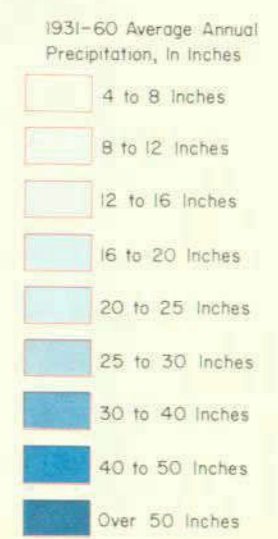 1931-60 Average Annual
Precipitation, In Inches
4 to 8 Inches
8 to 12 Inches
12 to 16 Inches
16 to 20 Inches
20 to 25 Inches
25 to 30 Inches
30 to 40 Inches
40 to 50 Inches
Over 50 Inches